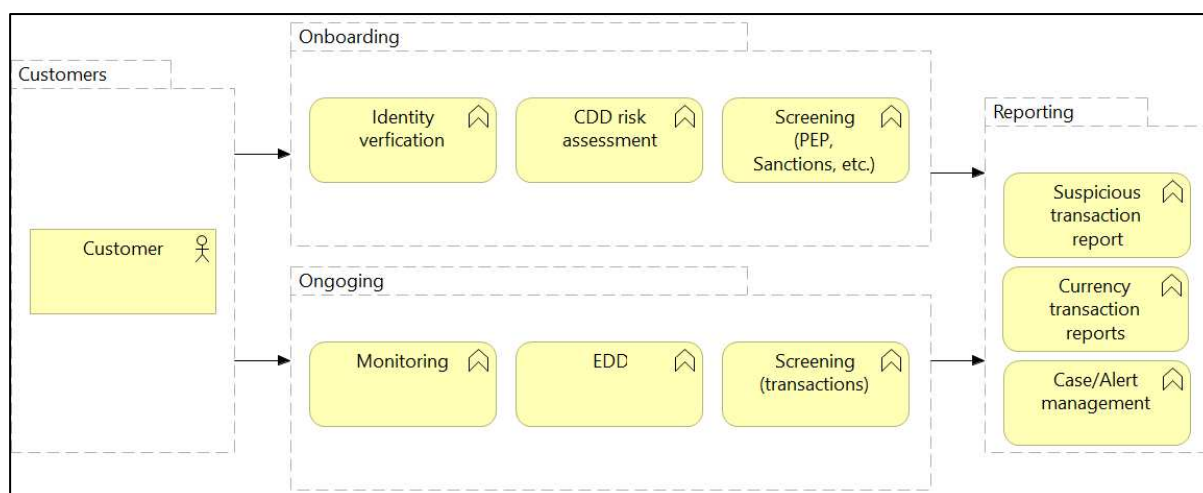 Customers
Customer
Onboarding
Identity
verfication
CDD risk
assessment
Screening
(PEP,
Sanctions, etc.)
Ongoging
Monitoring
EDD
Screening
(transactions)
Reporting
Suspicious
transaction
report
Currency
transaction
reports
Case/Alert
management